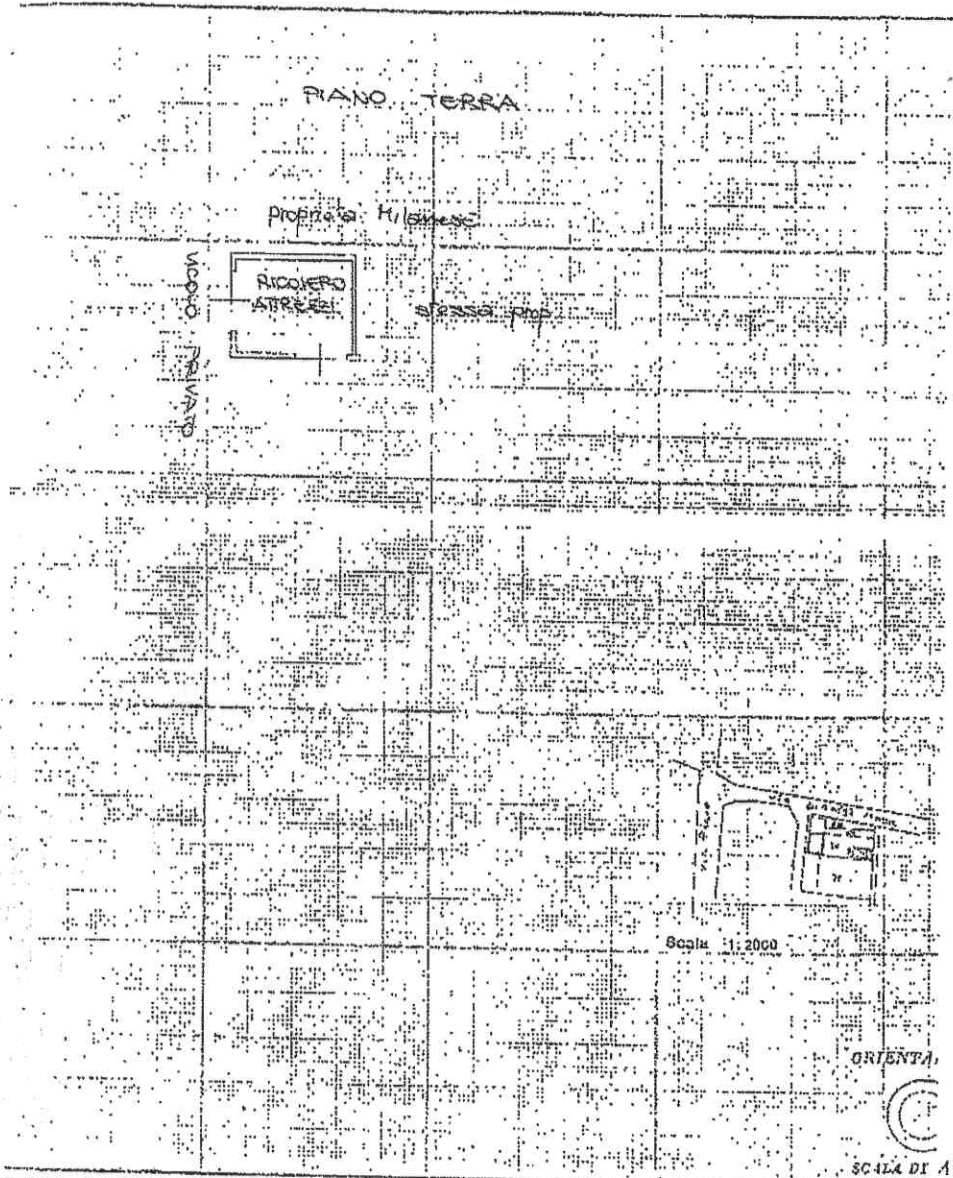 PIANO TERRA
proprietà Milanese
RICOVERO
ATTREZZI
stessa prop.
VICOLO PRIVATO
Scala 1:2000
ORIENTA
SCALA DI